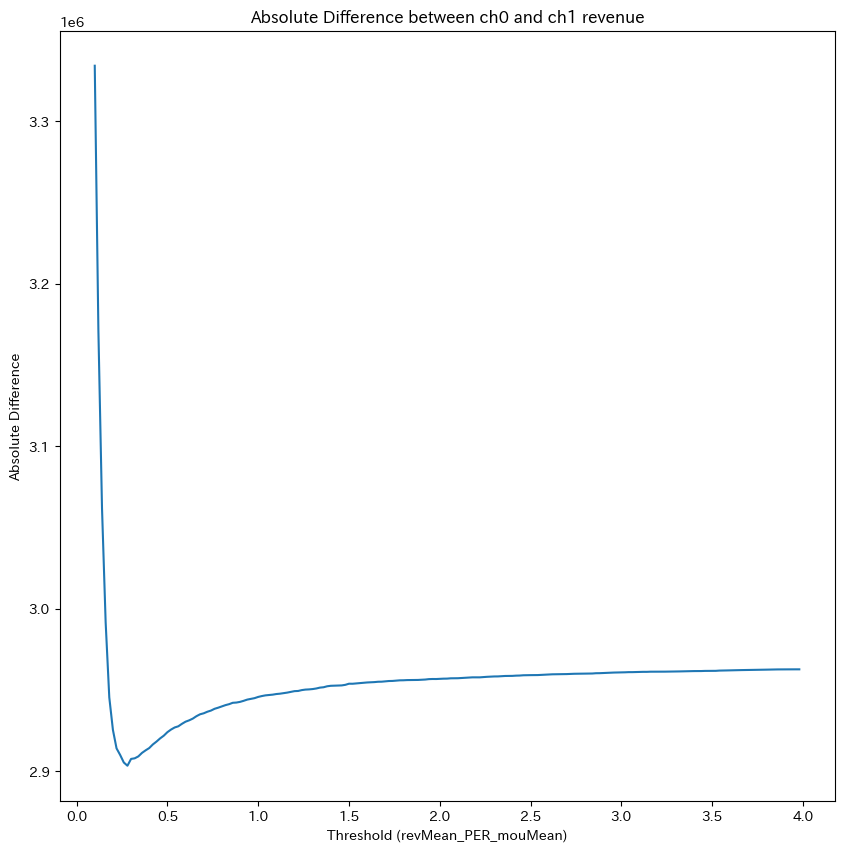 Absolute Difference between ch0 and ch1 revenue
1e6
3.3
3.2
3.1
3.0
2.9
Absolute Difference
0.0 0.5 1.0 1.5 2.0 2.5 3.0 3.5 4.0
Threshold (revMean_PER_mouMean)